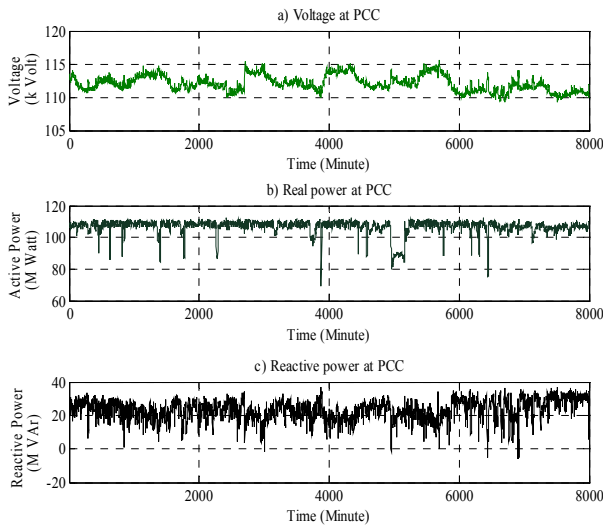 a) Voltage at PCC
120
115
110
105
0 2000 4000 6000 8000
Voltage
(k Volt)
Time (Minute)
b) Real power at PCC
120
100
80
60
0 2000 4000 6000 8000
Active Power
(M Watt)
Time (Minute)
c) Reactive power at PCC
40
20
0
-20
0 2000 4000 6000 8000
Reactive Power
(M VAr)
Time (Minute)